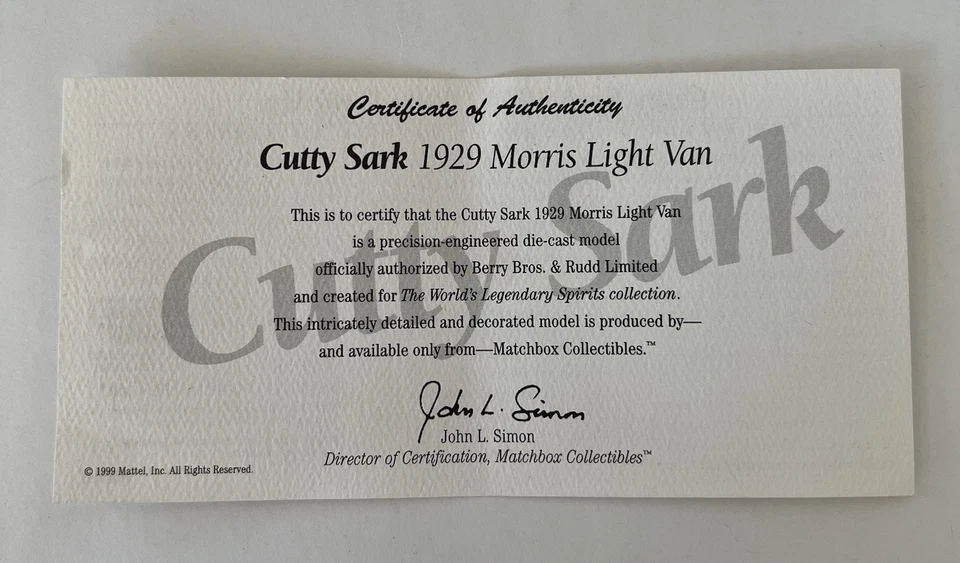 Certificate of Authenticity
Cutty Sark 1929 Morris Light Van
Cutty Sark
This is to certify that the Cutty Sark 1929 Morris Light Van
is a precision-engineered die-cast model
officially authorized by Berry Bros. & Rudd Limited
and created for The World's Legendary Spirits collection.
This intricately detailed and decorated model is produced by—
and available only from—Matchbox Collectibles.™
John L. Simon
John L. Simon
Director of Certification, Matchbox Collectibles™
© 1999 Mattel, Inc. All Rights Reserved.